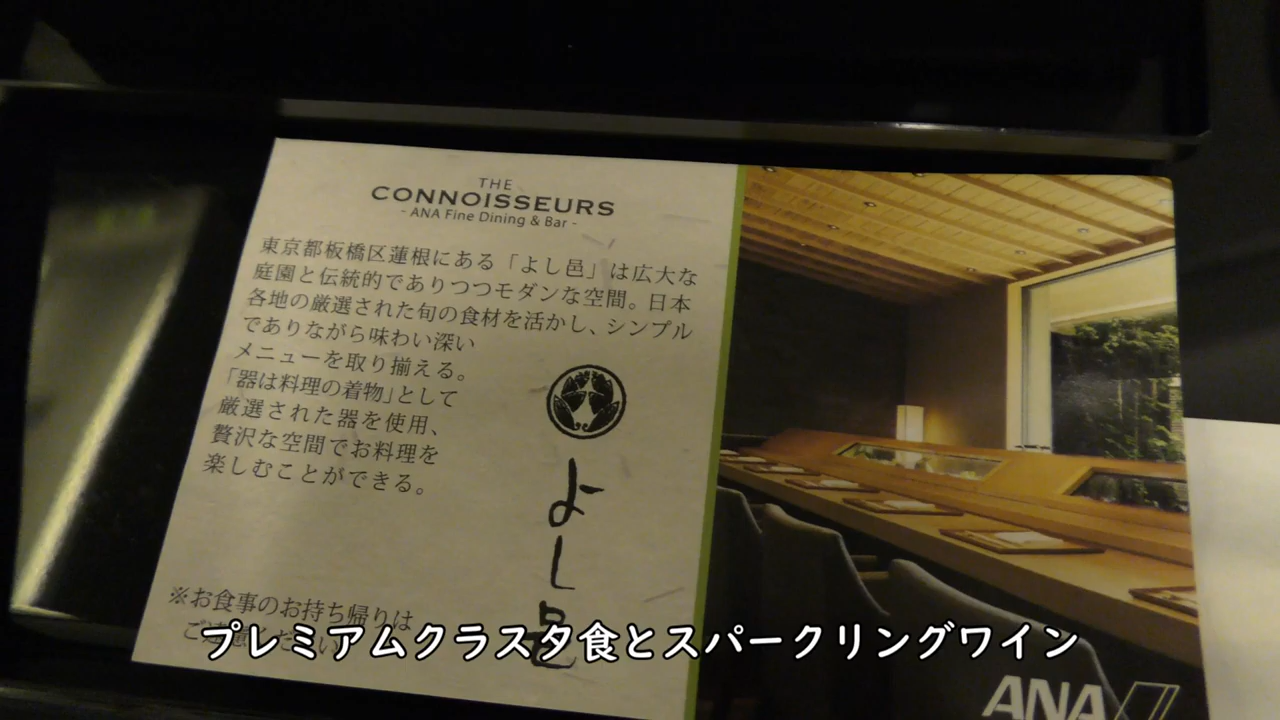 THE
CONNOISSEURS
- ANA Fine Dining & Bar -
東京都板橋区蓮根にある「よし邑」は広大な
庭園と伝統的でありつつモダンな空間。日本
各地の厳選された旬の食材を活かし、シンプル
でありながら味わい深い
メニューを取り揃える。
「器は料理の着物」として
厳選された器を使用、
贅沢な空間でお料理を
楽しむことができる。
よし邑
※お食事のお持ち帰りは
プレミアムクラス夕食とスパークリングワイン
ANA